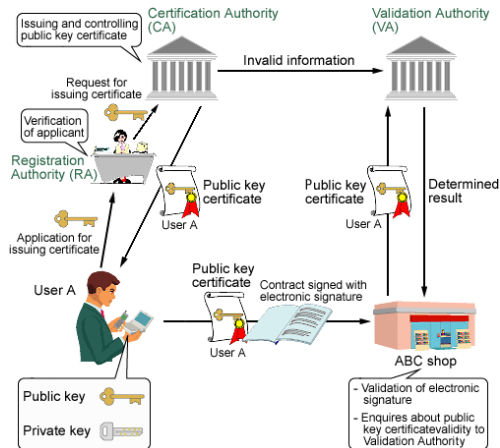 Issuing and controlling
public key certificate
Certification Authority
(CA)
Validation Authority
(VA)
Invalid information
Request for
issuing certificate
Verification
of applicant
Registration
Authority (RA)
Public key
certificate
User A
Public key
certificate
User A
Determined
result
Application for
issuing certificate
User A
Public key
certificate
User A
Contract signed with
electronic signature
ABC shop
Public key
Private key
- Validation of electronic
signature
- Enquires about public
key certificatevalidity to
Validation Authority